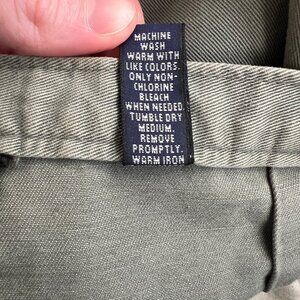 MACHINE
WASH
WARM WITH
LIKE COLORS.
ONLY NON-
CHLORINE
BLEACH
WHEN NEEDED.
TUMBLE DRY
MEDIUM.
REMOVE
PROMPTLY.
WARM IRON